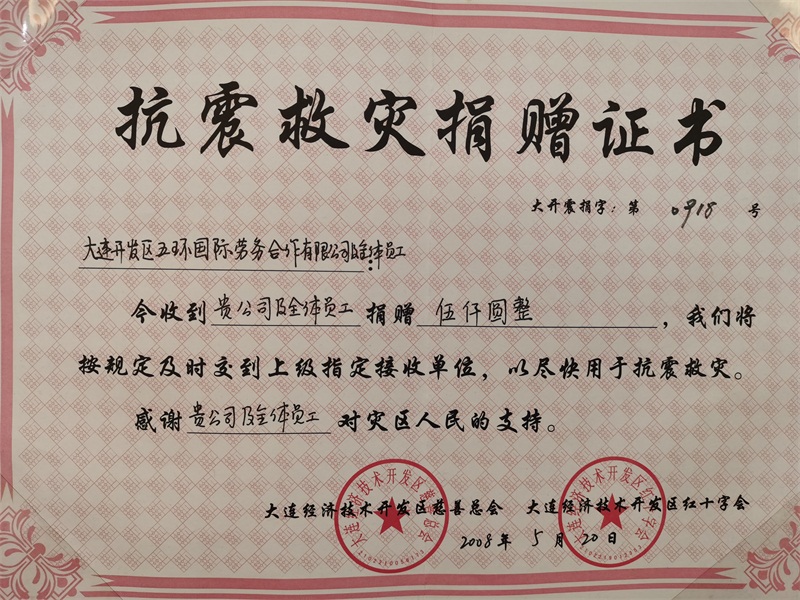 抗震救灾捐赠证书
大开震捐字：第 0918 号
大连开发区五环国际劳务合作有限公司全体员工：
今收到贵公司及全体员工捐赠伍仟圆整，我们将
按规定及时交到上级指定接收单位，以尽快用于抗震救灾。
感谢贵公司及全体员工对灾区人民的支持。
大连经济技术开发区慈善总会 大连经济技术开发区红十字会
2008年 5月 20日